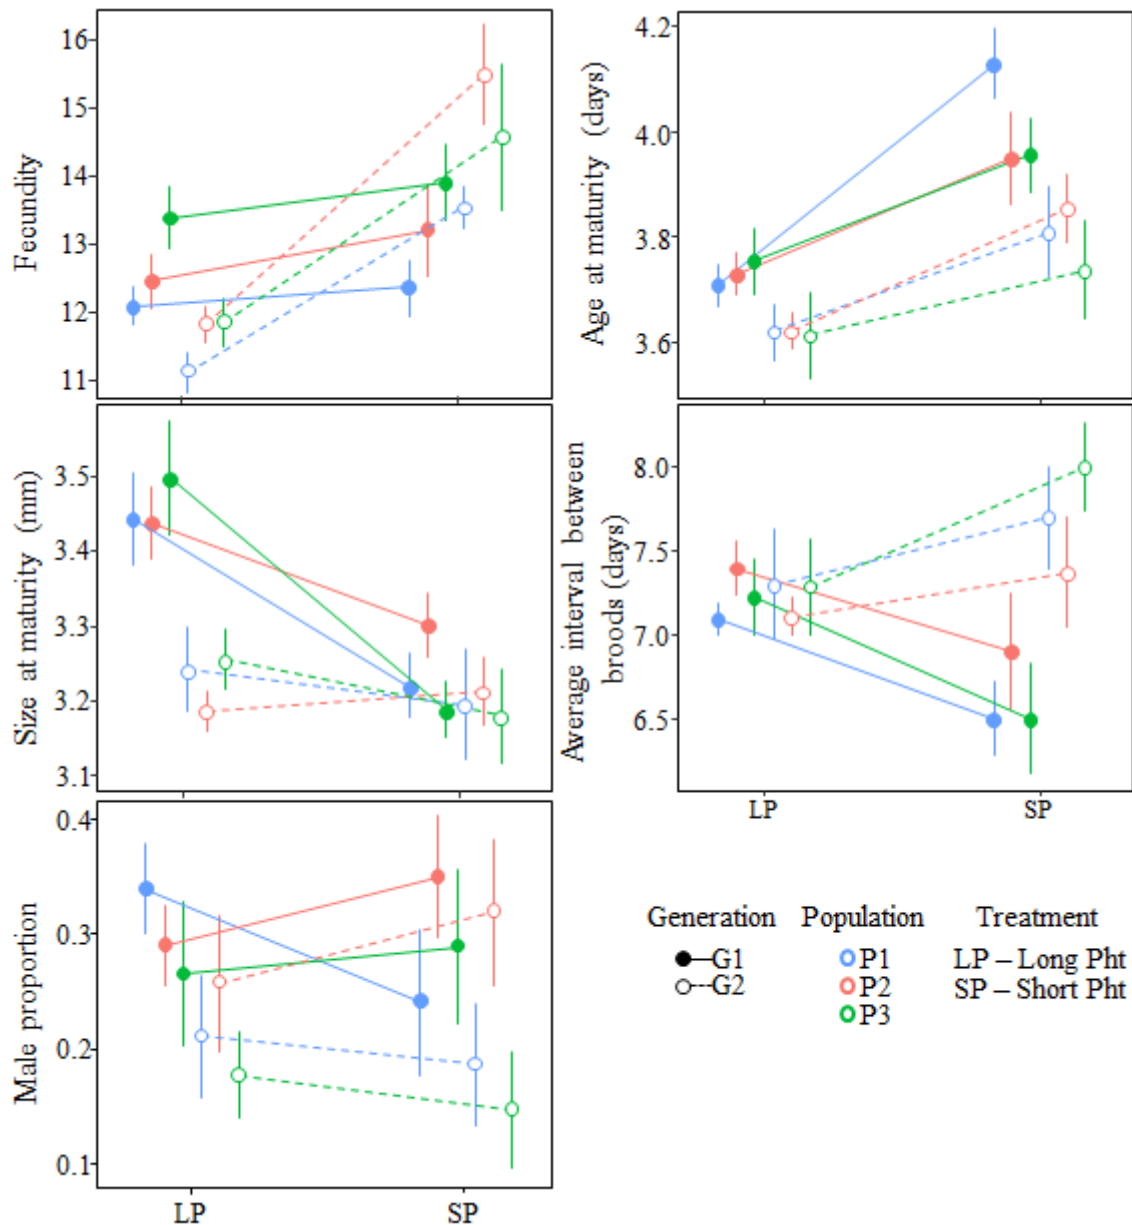 Fecundity
16
15
14
13
12
11
Age at maturity (days)
4.2
4.0
3.8
3.6
Size at maturity (mm)
3.5
3.4
3.3
3.2
3.1
Average interval between
broods (days)
8.0
7.5
7.0
6.5
LP
SP
Male proportion
0.4
0.3
0.2
0.1
LP
SP
Generation
G1
G2
Population
P1
P2
P3
Treatment
LP – Long Pht
SP – Short Pht